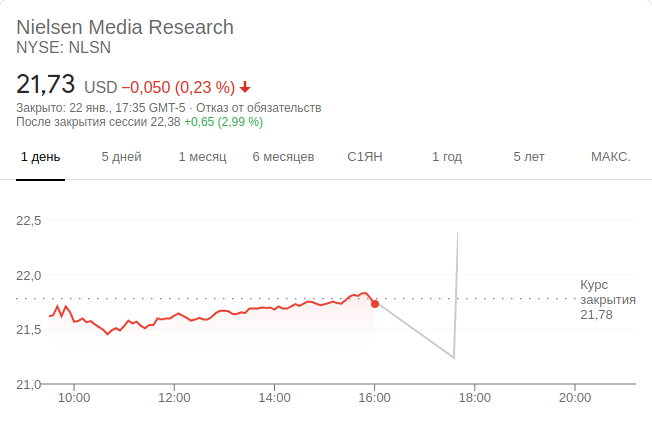 Nielsen Media Research
NYSE: NLSN
21,73 USD −0,050 (0,23 %)
Закрыто: 22 янв., 17:35 GMT-5 · Отказ от обязательств
После закрытия сессии 22,38 +0,65 (2,99 %)
1 день 5 дней 1 месяц 6 месяцев С1ЯН 1 год 5 лет МАКС.
22,5
22,0
Курс
закрытия
21,78
21,5
21,0
10:00 12:00 14:00 16:00 18:00 20:00